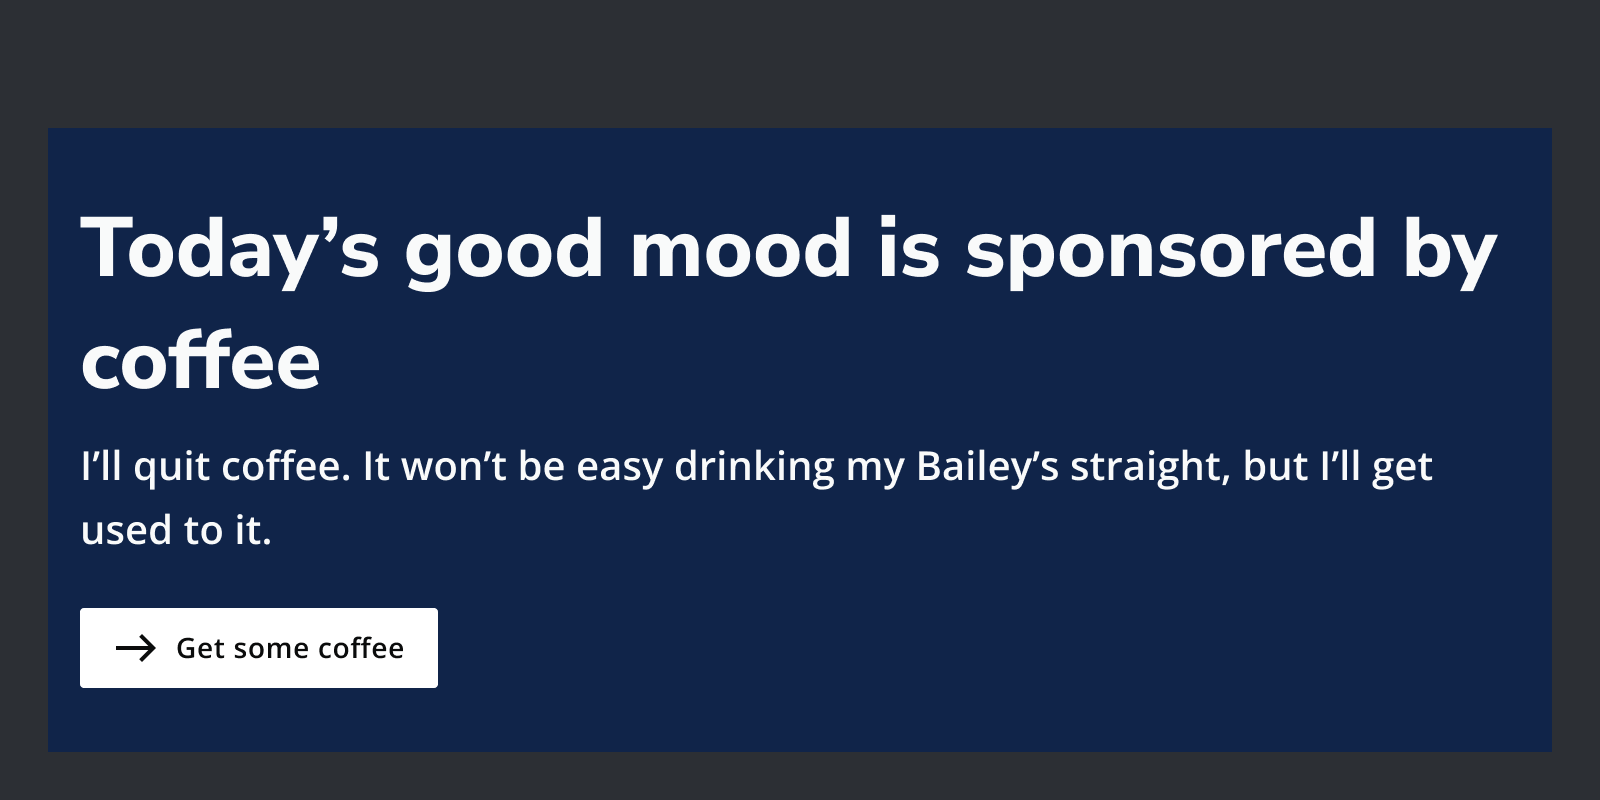 Today’s good mood is sponsored by
coffee
I’ll quit coffee. It won’t be easy drinking my Bailey’s straight, but I’ll get
used to it.
Get some coffee